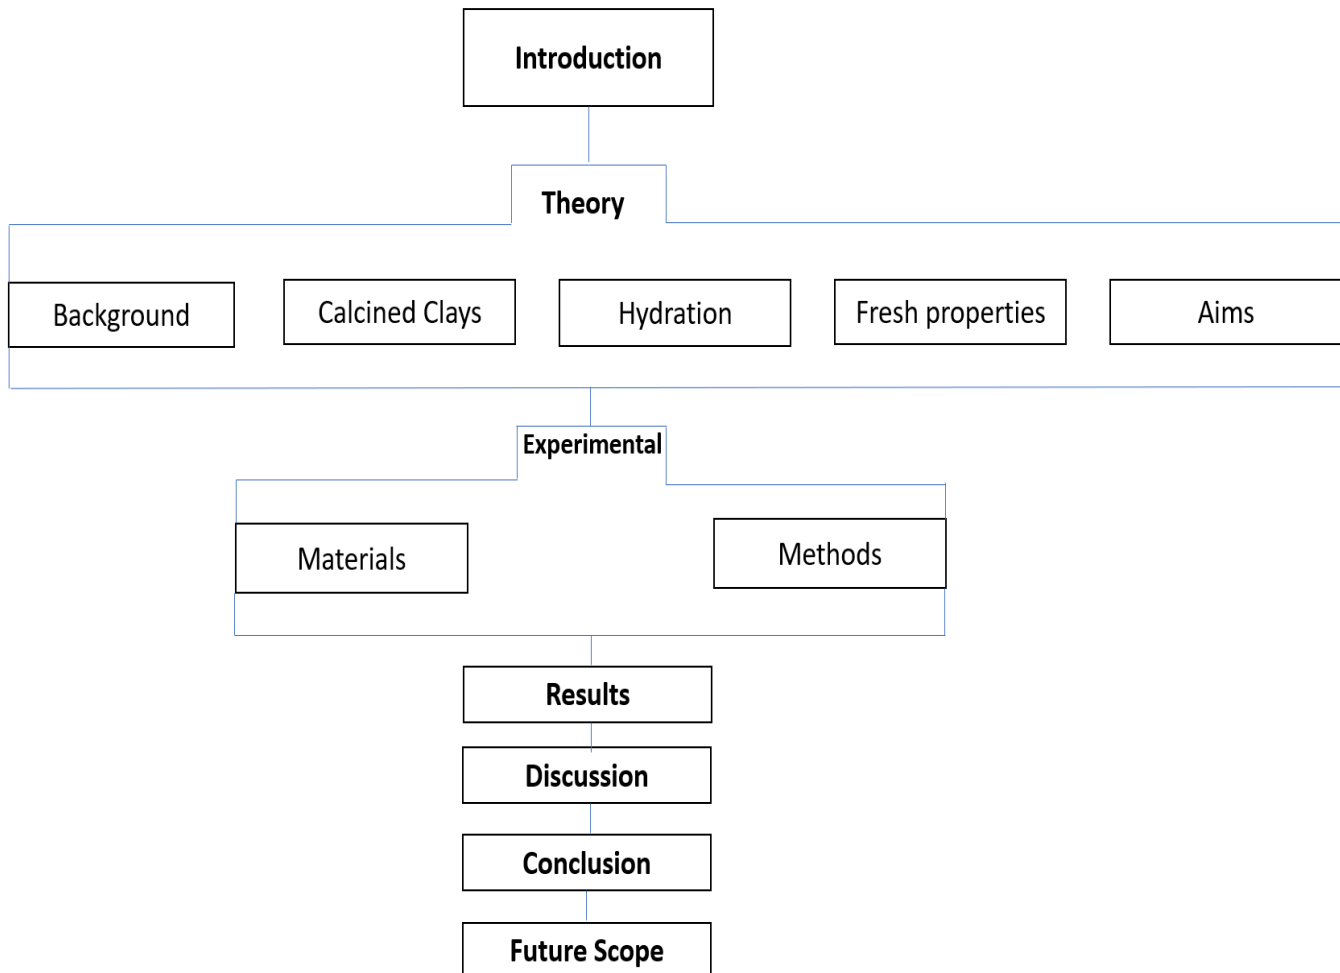 Introduction
Theory
Background
Calcined Clays
Hydration
Fresh properties
Aims
Experimental
Materials
Methods
Results
Discussion
Conclusion
Future Scope